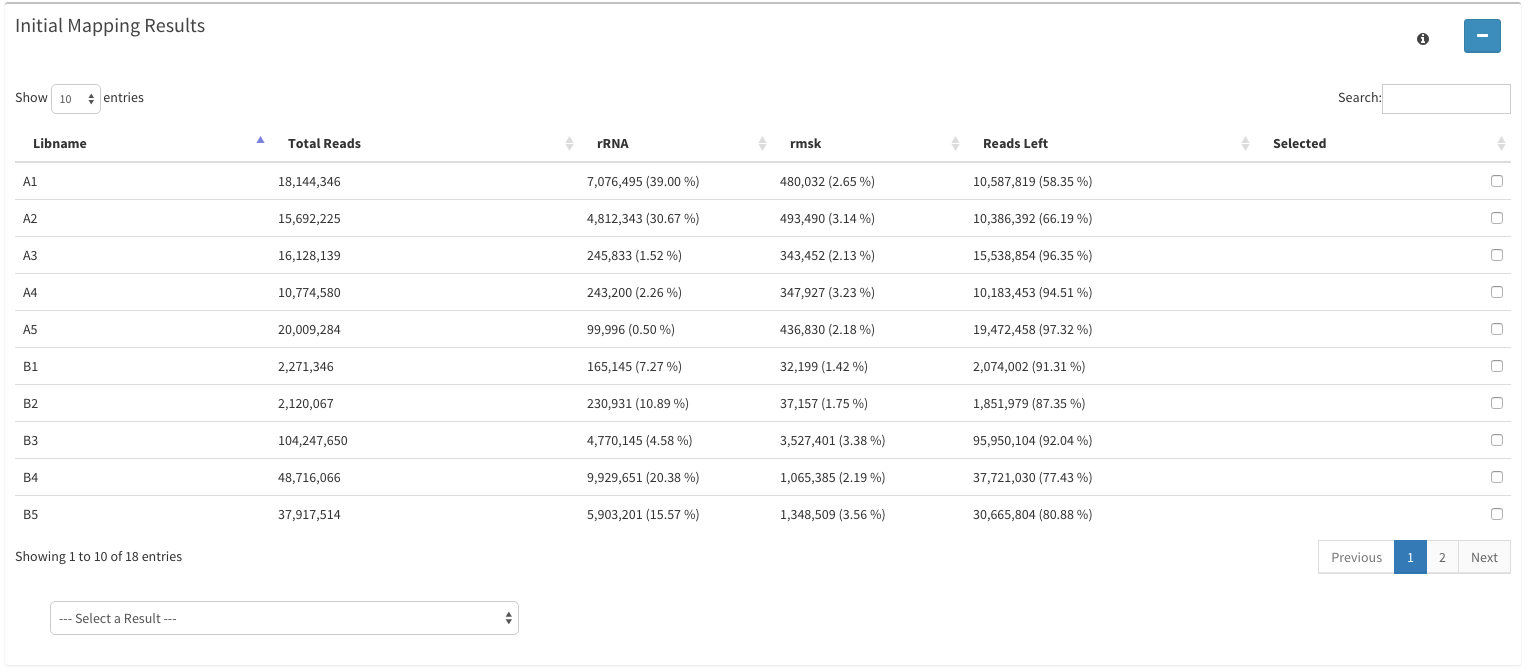 Initial Mapping Results
Show 10 entries Search:
Libname Total Reads rRNA rmsk Reads Left Selected
A1 18,144,346 7,076,495 (39.00 %) 480,032 (2.65 %) 10,587,819 (58.35 %)
A2 15,692,225 4,812,343 (30.67 %) 493,490 (3.14 %) 10,386,392 (66.19 %)
A3 16,128,139 245,833 (1.52 %) 343,452 (2.13 %) 15,538,854 (96.35 %)
A4 10,774,580 243,200 (2.26 %) 347,927 (3.23 %) 10,183,453 (94.51 %)
A5 20,009,284 99,996 (0.50 %) 436,830 (2.18 %) 19,472,458 (97.32 %)
B1 2,271,346 165,145 (7.27 %) 32,199 (1.42 %) 2,074,002 (91.31 %)
B2 2,120,067 230,931 (10.89 %) 37,157 (1.75 %) 1,851,979 (87.35 %)
B3 104,247,650 4,770,145 (4.58 %) 3,527,401 (3.38 %) 95,950,104 (92.04 %)
B4 48,716,066 9,929,651 (20.38 %) 1,065,385 (2.19 %) 37,721,030 (77.43 %)
B5 37,917,514 5,903,201 (15.57 %) 1,348,509 (3.56 %) 30,665,804 (80.88 %)
Showing 1 to 10 of 18 entries Previous 1 2 Next
--- Select a Result ---